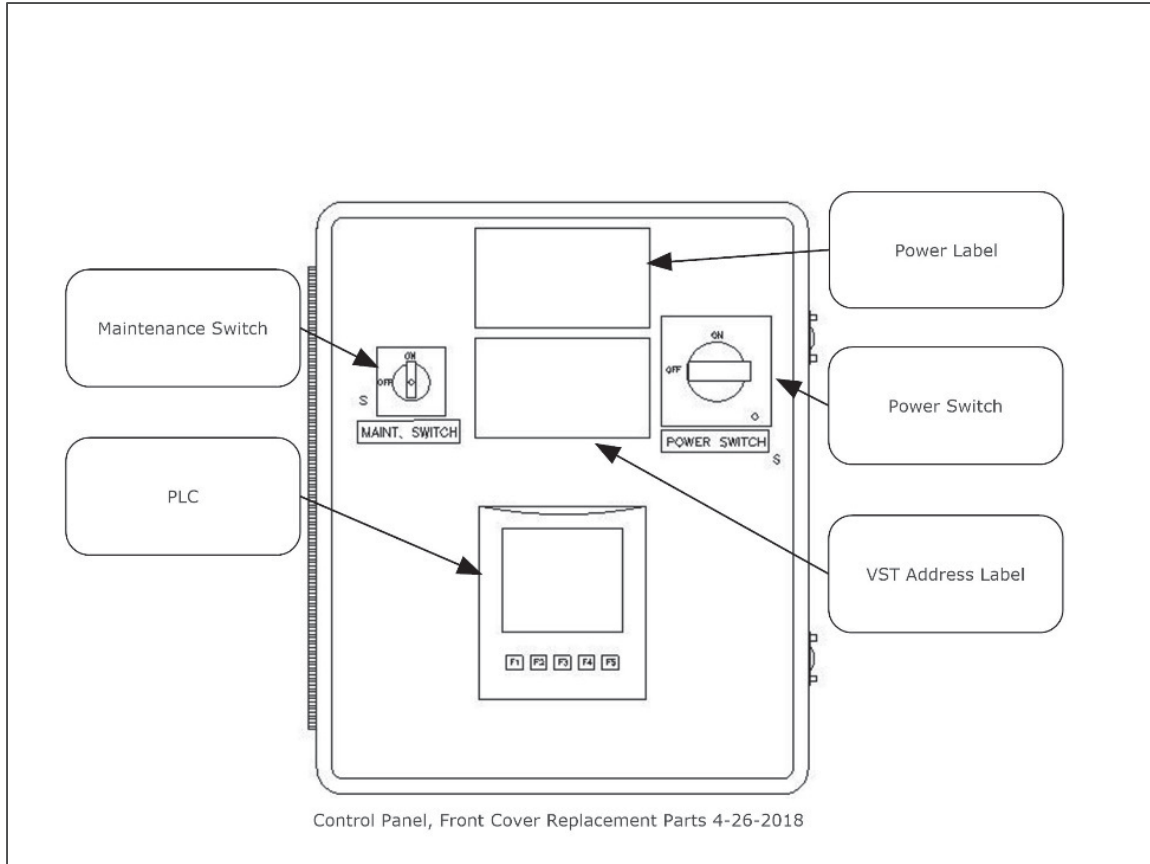 Power Label
Maintenance Switch
ON
OFF
S
MAINT. SWITCH
ON
OFF
POWER SWITCH
S
Power Switch
PLC
VST Address Label
F1 F2 F3 F4 F5
Control Panel, Front Cover Replacement Parts 4-26-2018